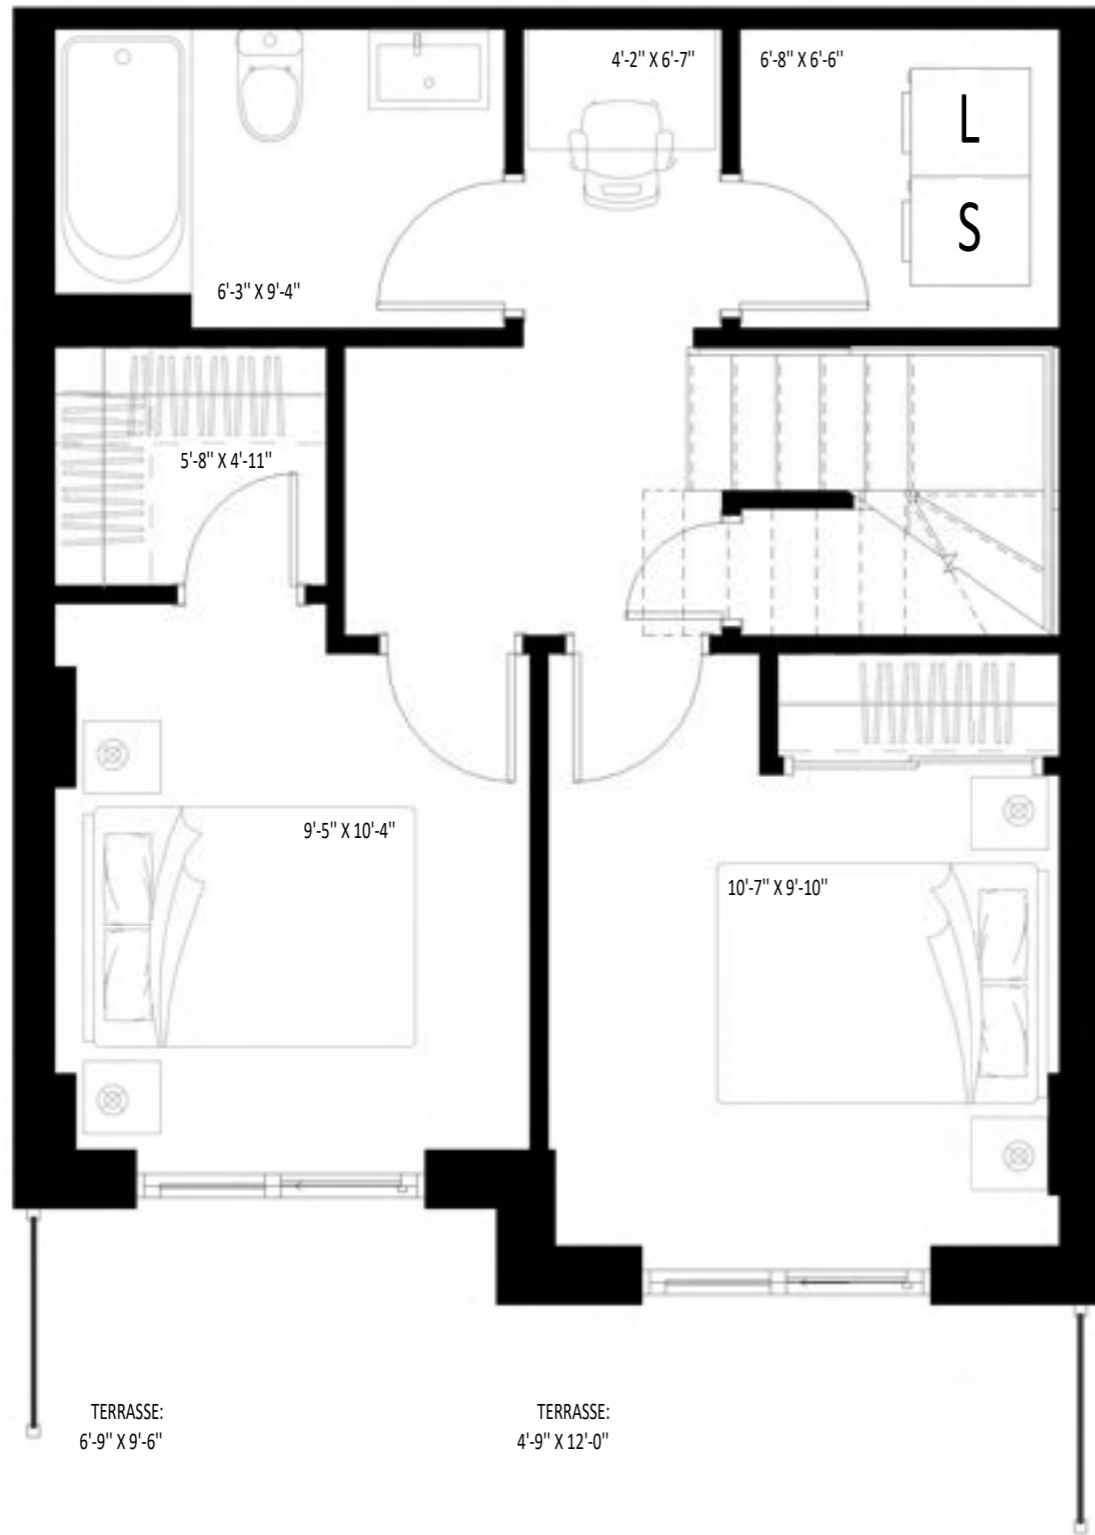 4'-2" X 6'-7"
6'-8" X 6'-6"
L
S
6'-3" X 9'-4"
5'-8" X 4'-11"
9'-5" X 10'-4"
10'-7" X 9'-10"
TERRASSE:
6'-9" X 9'-6"
TERRASSE:
4'-9" X 12'-0"